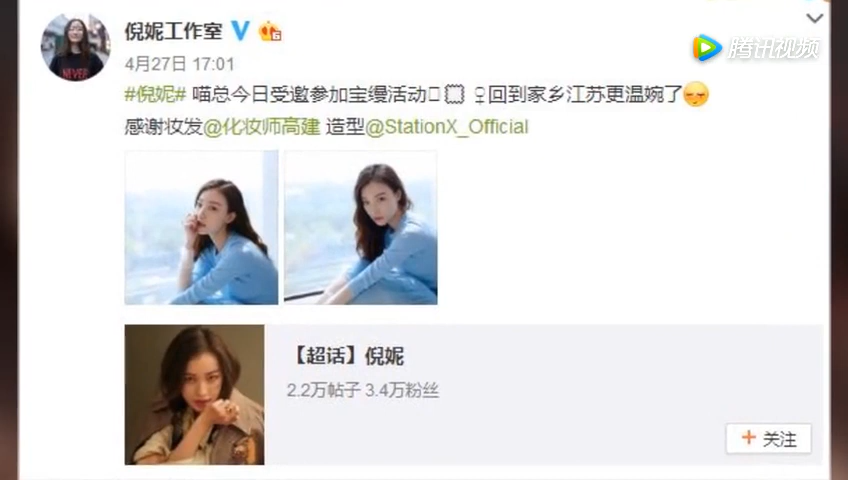 倪妮工作室
4月27日 17:01
腾讯视频
#倪妮# 喵总今日受邀参加宝缦活动 ♀回到家乡江苏更温婉了
感谢妆发@化妆师高建 造型@StationX_Official
NEVER
【超话】倪妮
2.2万帖子 3.4万粉丝
+ 关注